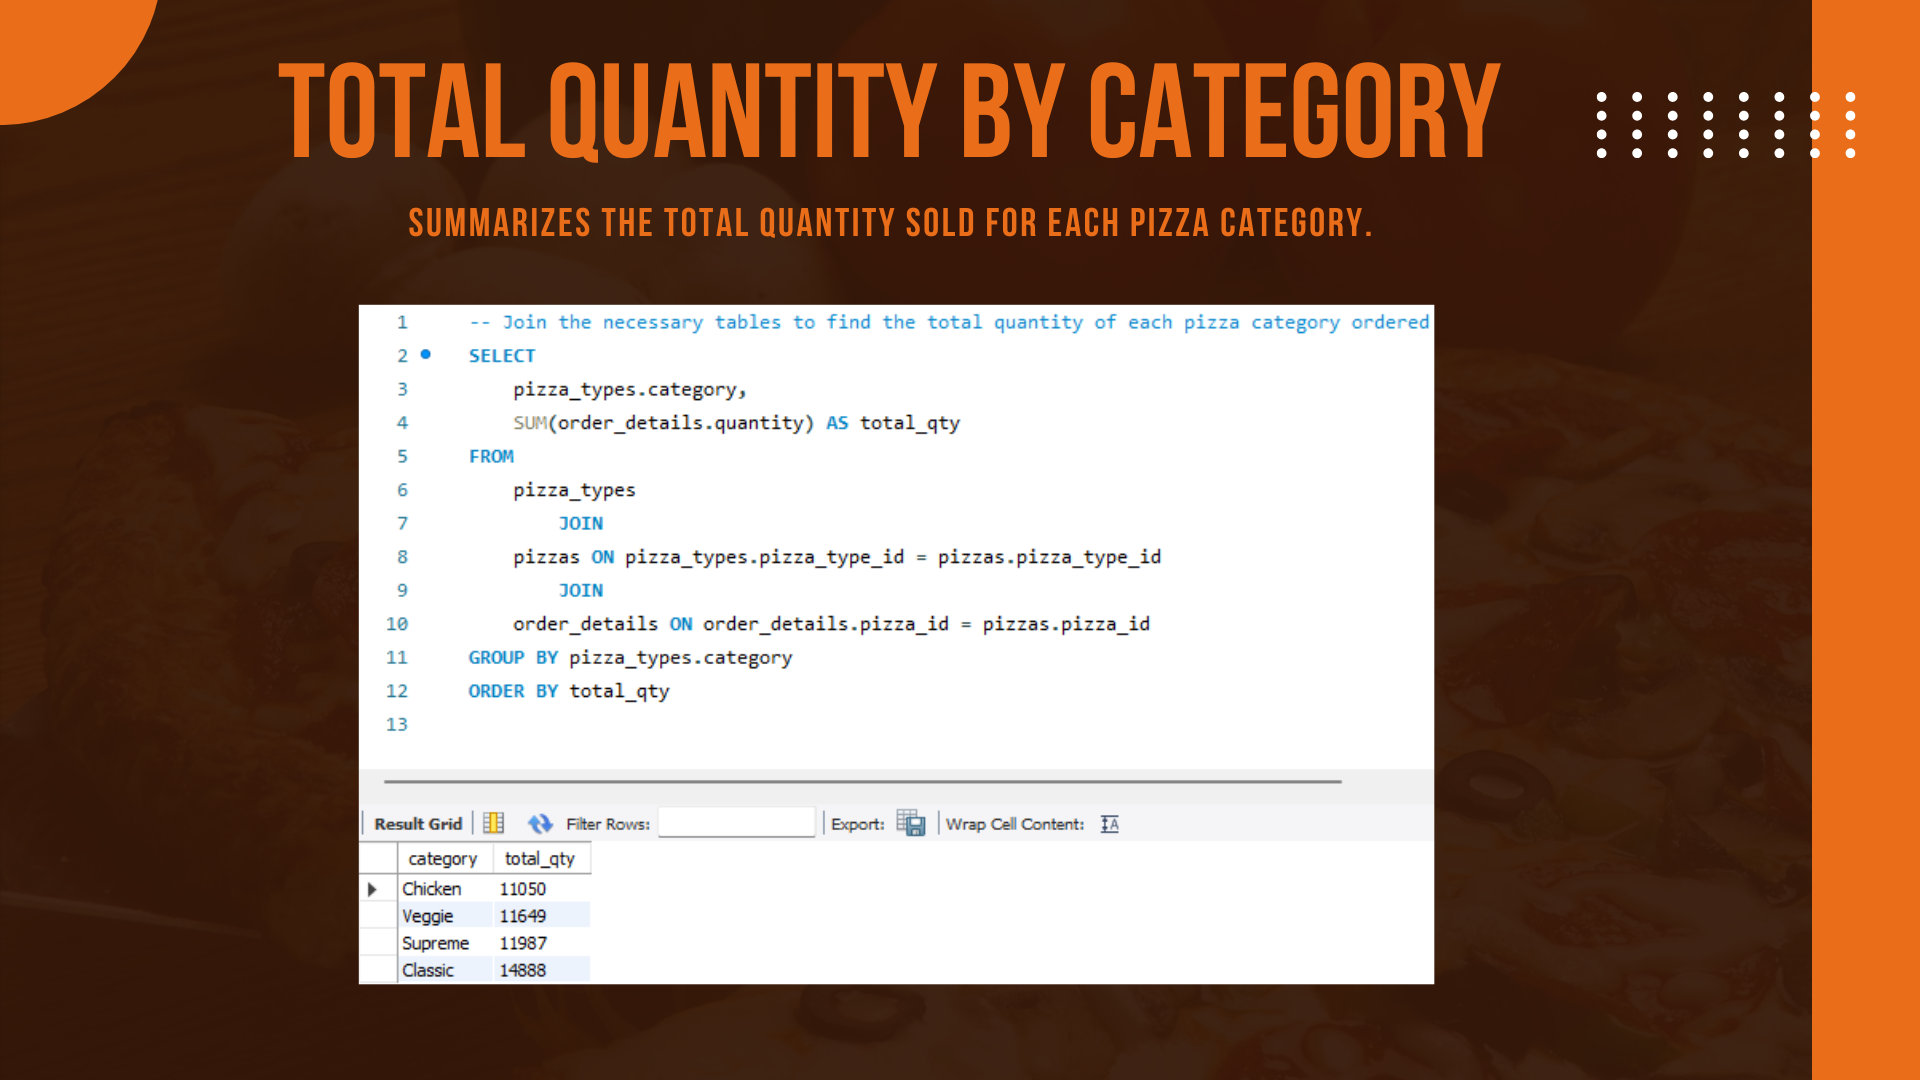 TOTAL QUANTITY BY CATEGORY
SUMMARIZES THE TOTAL QUANTITY SOLD FOR EACH PIZZA CATEGORY.
1 -- Join the necessary tables to find the total quantity of each pizza category ordered
2 SELECT
3 pizza_types.category,
4 SUM(order_details.quantity) AS total_qty
5 FROM
6 pizza_types
7 JOIN
8 pizzas ON pizza_types.pizza_type_id = pizzas.pizza_type_id
9 JOIN
10 order_details ON order_details.pizza_id = pizzas.pizza_id
11 GROUP BY pizza_types.category
12 ORDER BY total_qty
13
Result Grid Filter Rows: Export: Wrap Cell Content: IA
category total_qty
Chicken 11050
Veggie 11649
Supreme 11987
Classic 14888